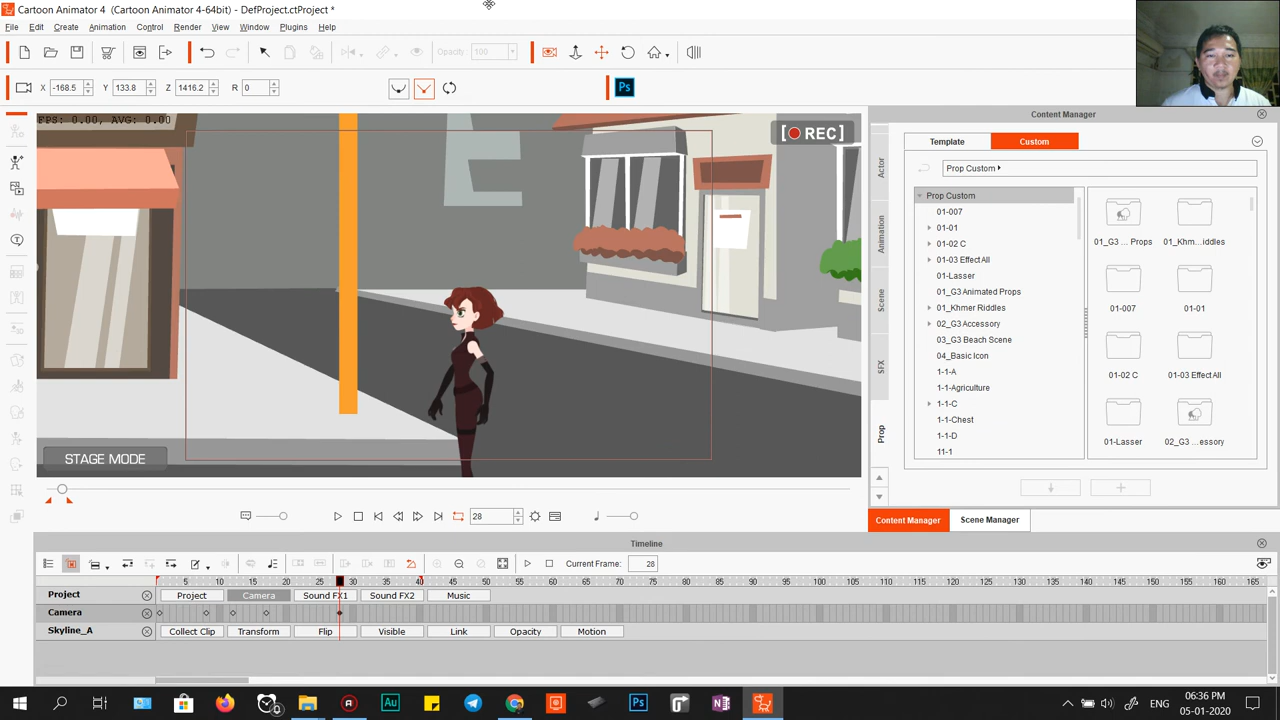 Cartoon Animator 4  (Cartoon Animator 4-64bit) - DefProject.ctProject *
File Edit Create Animation Control Render View Window Plugins Help
Opacity: 100
X -168.5 Y 133.8 Z 1416.2 R 0
Ps
FPS: 0.00, AVG: 0.00
[ REC ]
STAGE MODE
28
Content Manager
Template Custom
Prop Custom
Actor
Animation
Scene
SFX
Prop
Prop Custom
01-007
01-01
01-02 C
01-03 EffectAll
01-Lasser
01_G3 Animated Props
01_Khmer Riddles
02_G3 Accessory
03_G3 Beach Scene
04_Basic Icon
1-1-A
1-1-Agriculture
1-1-C
1-1-Chest
1-1-D
11-1
01_G3 ... Props 01_Khm...iddles
01-007 01-01
01-02 C 01-03 EffectAll
01-Lasser 02_G3 ...essory
Content Manager Scene Manager
Timeline
Current Frame: 28
5 10 15 20 25 30 35 40 45 50 55 60 65 70 75 80 85 90 95 100 105 110 115 120 125 130 135 140 145 150 155 160 165
Project Project Camera Sound FX1 Sound FX2 Music
Camera
Skyline_A Collect Clip Transform Flip Visible Link Opacity Motion
Au Ps
ENG
06:36 PM
05-01-2020